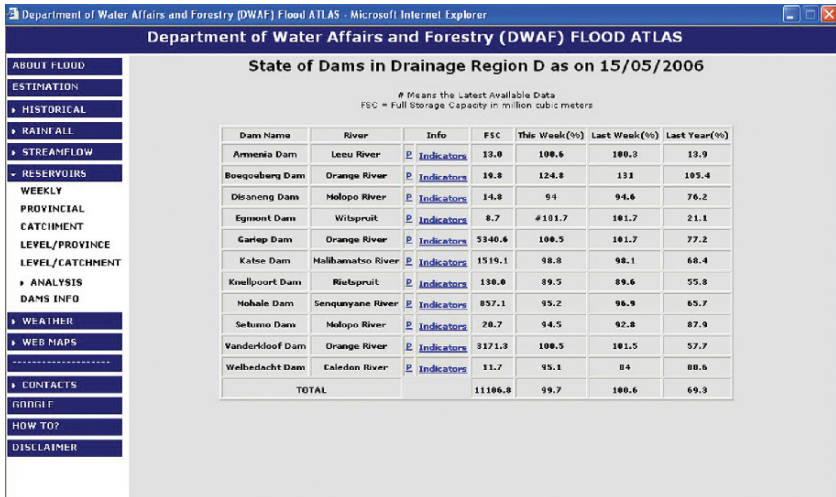 Department of Water Affairs and Forestry (DWAF) Flood ATLAS - Microsoft Internet Explorer
Department of Water Affairs and Forestry (DWAF) FLOOD ATLAS
ABOUT FLOOD
ESTIMATION
HISTORICAL
RAINFALL
STREAMFLOW
RESERVOIRS
WEEKLY
PROVINCIAL
CATCHMENT
LEVEL/PROVINCE
LEVEL/CATCHMENT
ANALYSIS
DAMS INFO
WEATHER
WEB MAPS
--------------------
CONTACTS
GOOGLE
HOW TO?
DISCLAIMER
State of Dams in Drainage Region D as on 15/05/2006
# Means the Latest Available Data
FSC = Full Storage Capacity in million cubic meters
Dam Name River Info FSC This Week(%) Last Week(%) Last Year(%)
Armenia Dam Leeu River P Indicators 13.0 100.6 100.3 13.9
Boegoeberg Dam Orange River P Indicators 19.8 124.8 131 105.4
Disaneng Dam Molopo River P Indicators 14.8 94 94.6 76.2
Egmont Dam Witspruit P Indicators 8.7 #101.7 101.7 21.1
Gariep Dam Orange River P Indicators 5340.6 100.5 101.7 77.2
Katse Dam Malibamatso River P Indicators 1519.1 98.8 98.1 68.4
Knellpoort Dam Rietspruit P Indicators 130.0 89.5 89.6 55.8
Mohale Dam Senqunyane River P Indicators 857.1 95.2 96.9 65.7
Setumo Dam Molopo River P Indicators 20.7 94.5 92.8 87.9
Vanderkloof Dam Orange River P Indicators 3171.3 100.5 101.5 57.7
Welbedacht Dam Caledon River P Indicators 11.7 95.1 84 80.6
TOTAL 11106.8 99.7 100.6 69.3